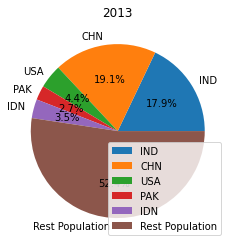 2013
CHN
USA
PAK
IDN
IND
19.1%
17.9%
4.4%
2.7%
3.5%
Rest Population
IND
CHN
USA
PAK
IDN
Rest Population